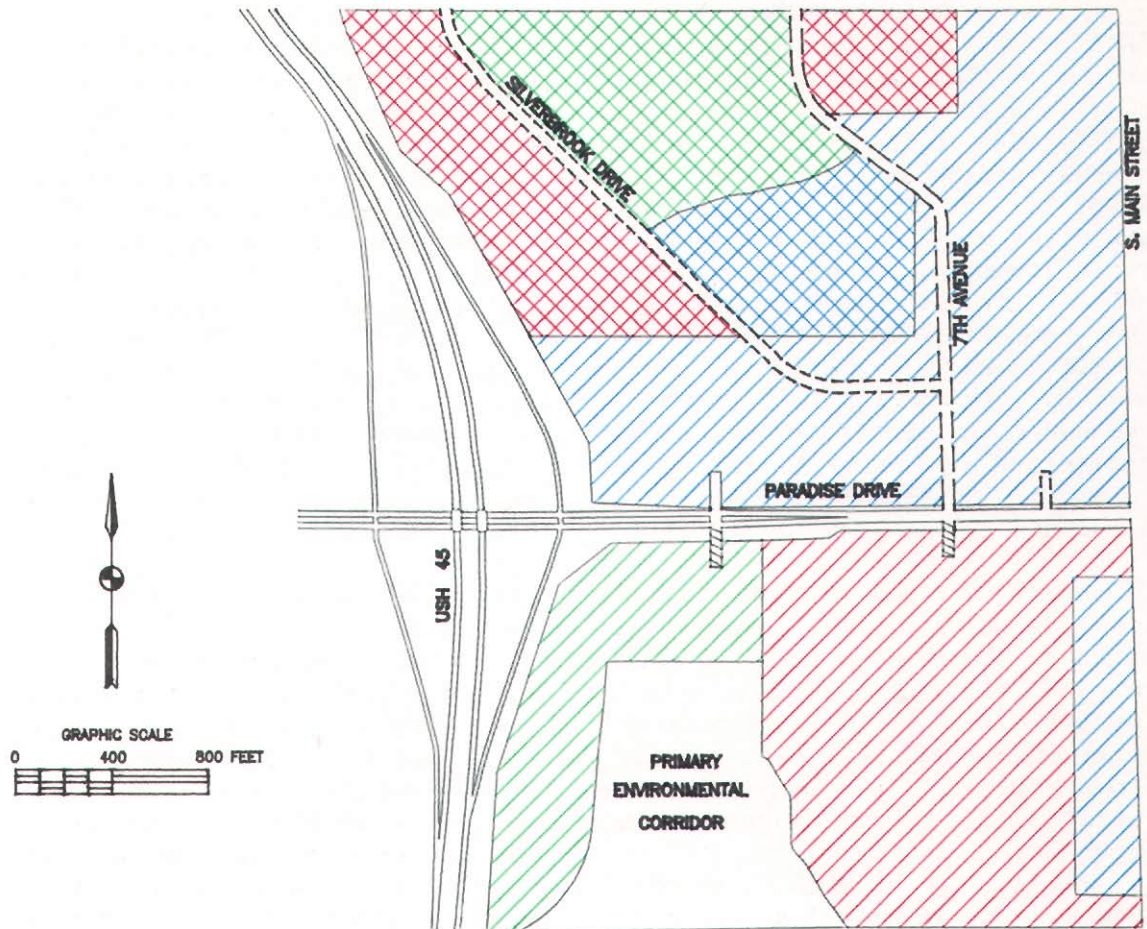 SILVERBROOK DRIVE
S. MAIN STREET
7TH AVENUE
PARADISE DRIVE
USH 45
GRAPHIC SCALE
0 400 800 FEET
PRIMARY
ENVIRONMENTAL
CORRIDOR